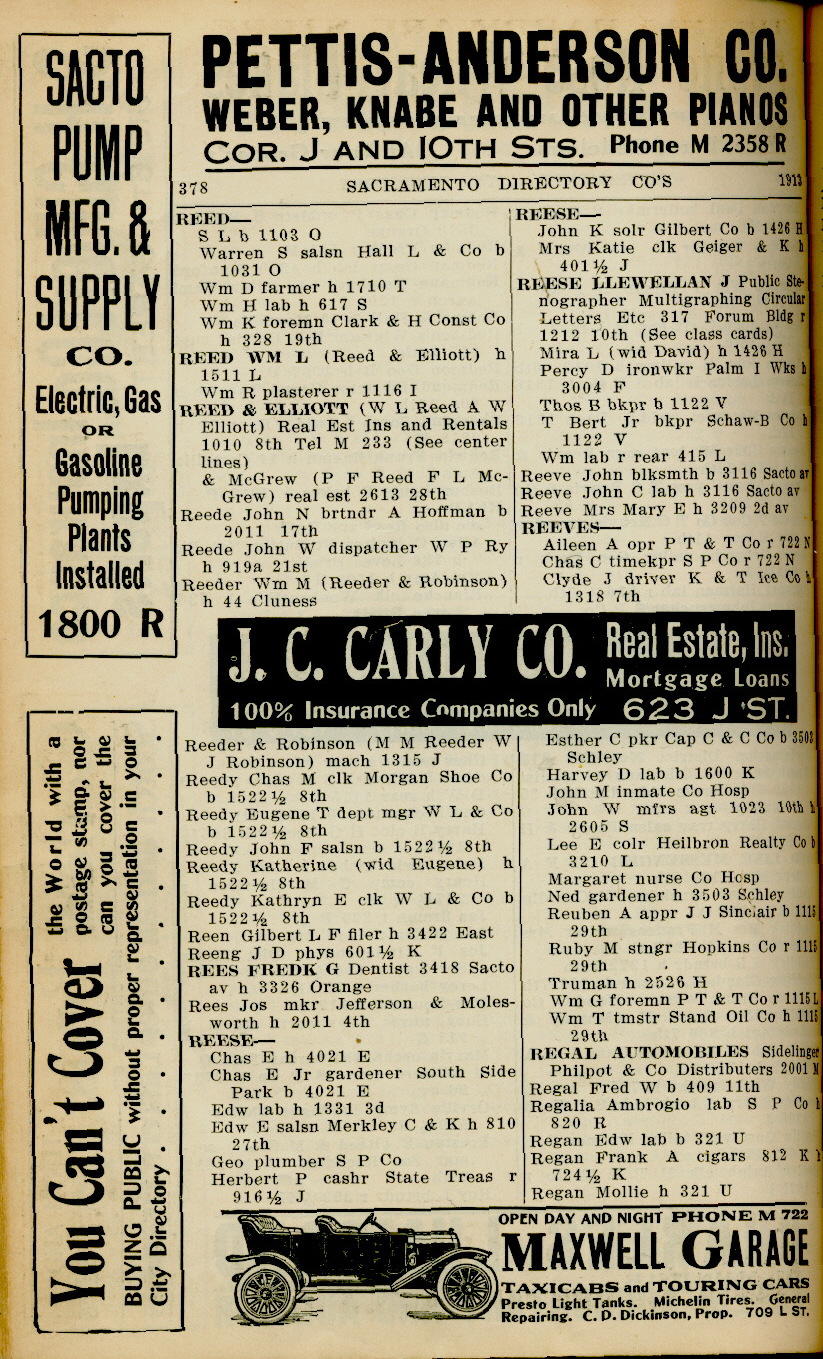 SACTO
PUMP
MFG. &
SUPPLY
CO.
Electric, Gas
OR
Gasoline
Pumping
Plants
Installed
1800 R
PETTIS-ANDERSON CO.
WEBER, KNABE AND OTHER PIANOS
COR. J AND 10TH STS. Phone M 2358 R
378 SACRAMENTO DIRECTORY CO'S 1913
REED—
S L b 1103 O
Warren S salsn Hall L & Co b
1031 O
Wm D farmer h 1710 T
Wm H lab h 617 S
Wm K foremn Clark & H Const Co
h 328 19th
REED WM L (Reed & Elliott) h
1511 L
Wm R plasterer r 1116 I
REED & ELLIOTT (W L Reed A W
Elliott) Real Est Ins and Rentals
1010 8th Tel M 233 (See center
lines)
& McGrew (P F Reed F L Mc-
Grew) real est 2613 28th
Reede John N brtndr A Hoffman b
2011 17th
Reede John W dispatcher W P Ry
h 919a 21st
Reeder Wm M (Reeder & Robinson)
h 44 Cluness
REESE—
John K solr Gilbert Co b 1426 H
Mrs Katie clk Geiger & K h
401½ J
REESE LLEWELLAN J Public Ste-
nographer Multigraphing Circular
Letters Etc 317 Forum Bldg r
1212 10th (See class cards)
Mira L (wid David) h 1426 H
Percy D ironwkr Palm I Wks h
3004 F
Thos B bkpr b 1122 V
T Bert Jr bkpr Schaw-B Co h
1122 V
Wm lab r rear 415 L
Reeve John blksmth b 3116 Sacto av
Reeve John C lab h 3116 Sacto av
Reeve Mrs Mary E h 3209 2d av
REEVES—
Aileen A opr P T & T Co r 722 N
Chas C timekpr S P Co r 722 N
Clyde J driver K & T Ice Co h
1318 7th
J. C. CARLY CO. Real Estate, Ins.
Mortgage Loans
100% Insurance Companies Only 623 J ST.
You Can't Cover the World with a
postage stamp, nor
can you cover the
BUYING PUBLIC without proper representation in your
City Directory . . . . . . . . . .
Reeder & Robinson (M M Reeder W
J Robinson) mach 1315 J
Reedy Chas M clk Morgan Shoe Co
b 1522½ 8th
Reedy Eugene T dept mgr W L & Co
b 1522½ 8th
Reedy John F salsn b 1522½ 8th
Reedy Katherine (wid Eugene) h
1522½ 8th
Reedy Kathryn E clk W L & Co b
1522½ 8th
Reen Gilbert L F filer h 3422 East
Reeng J D phys 601½ K
REES FREDK G Dentist 3418 Sacto
av h 3326 Orange
Rees Jos mkr Jefferson & Moles-
worth h 2011 4th
REESE—
Chas E h 4021 E
Chas E Jr gardener South Side
Park b 4021 E
Edw lab h 1331 3d
Edw E salsn Merkley C & K h 810
27th
Geo plumber S P Co
Herbert P cashr State Treas r
916½ J
Esther C pkr Cap C & C Co b 3503
Schley
Harvey D lab b 1600 K
John M inmate Co Hosp
John W mfrs agt 1023 10th h
2605 S
Lee E colr Heilbron Realty Co b
3210 L
Margaret nurse Co Hosp
Ned gardener h 3503 Schley
Reuben A appr J J Sinclair b 1115
29th
Ruby M stngr Hopkins Co r 1115
29th
Truman h 2526 H
Wm G foremn P T & T Co r 1115 L
Wm T tmstr Stand Oil Co h 1115
29th
REGAL AUTOMOBILES Sidelinger
Philpot & Co Distributers 2001 M
Regal Fred W b 409 11th
Regalia Ambrogio lab S P Co h
820 R
Regan Edw lab b 321 U
Regan Frank A cigars 812 K h
724½ K
Regan Mollie h 321 U
OPEN DAY AND NIGHT PHONE M 722
MAXWELL GARAGE
TAXICABS and TOURING CARS
Presto Light Tanks. Michelin Tires. General
Repairing. C. D. Dickinson, Prop. 709 L ST.